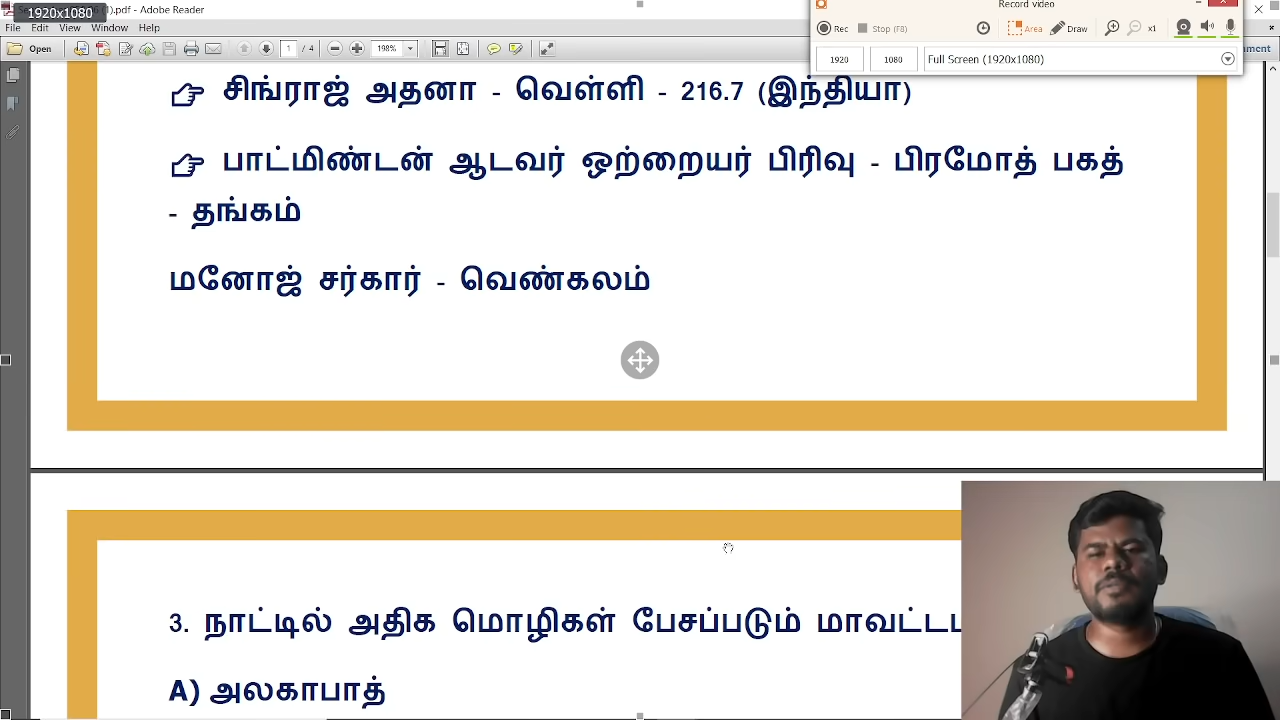 1920x1080
.pdf - Adobe Reader
Record video
File Edit View Window Help
Rec Stop (F8) Area Draw x1
Open 1 / 4 198%
1920 1080 Full Screen (1920x1080)
சிங்ராஜ் அதனா - வெள்ளி - 216.7 (இந்தியா)
பாட்மிண்டன் ஆடவர் ஒற்றையர் பிரிவு - பிரமோத் பகத்
- தங்கம்
மனோஜ் சர்கார் - வெண்கலம்
3. நாட்டில் அதிக மொழிகள் பேசப்படும்
A) அலகாபாத்